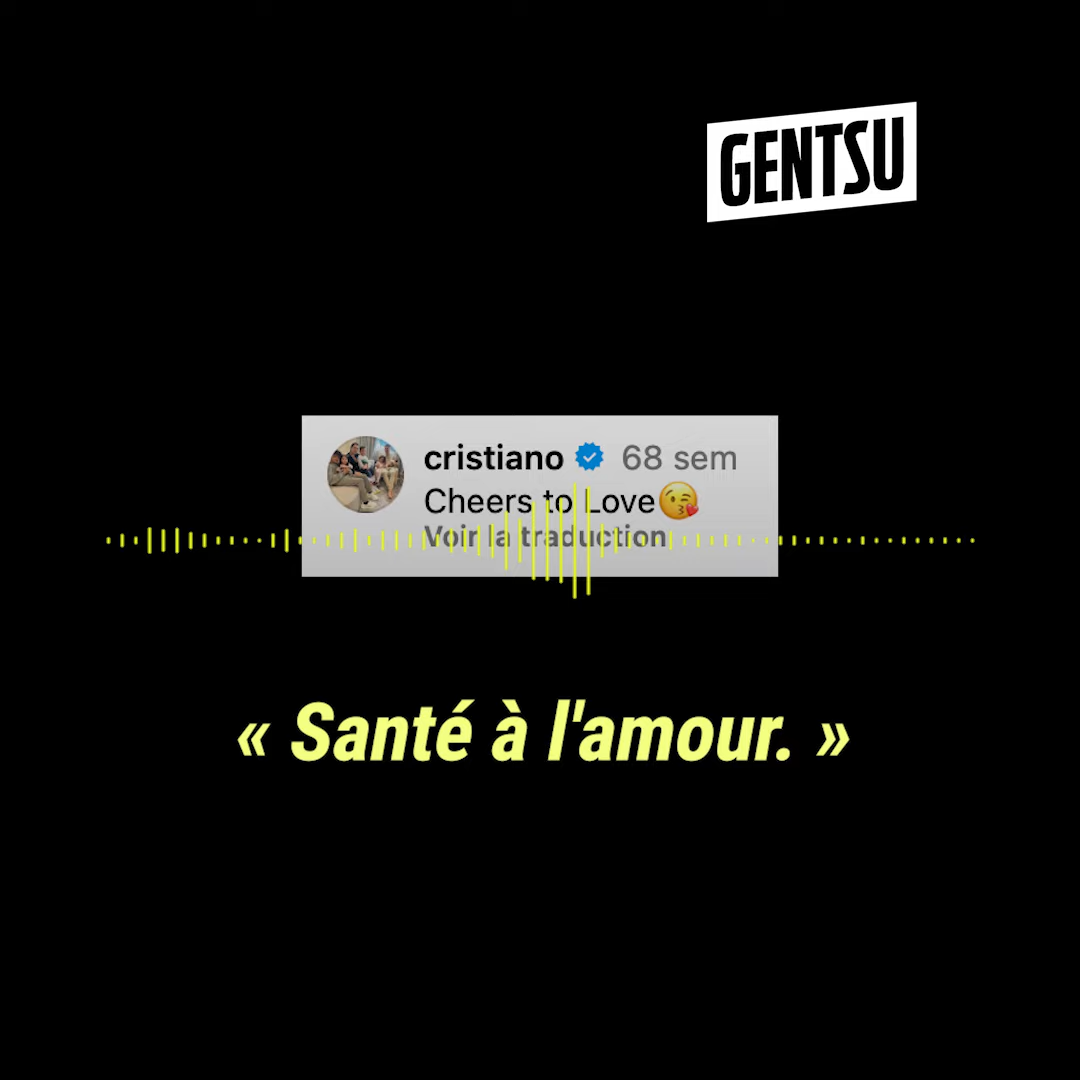 GENTSU
cristiano 68 sem
Cheers to Love😘
Voir la traduction
« Santé à l'amour. »